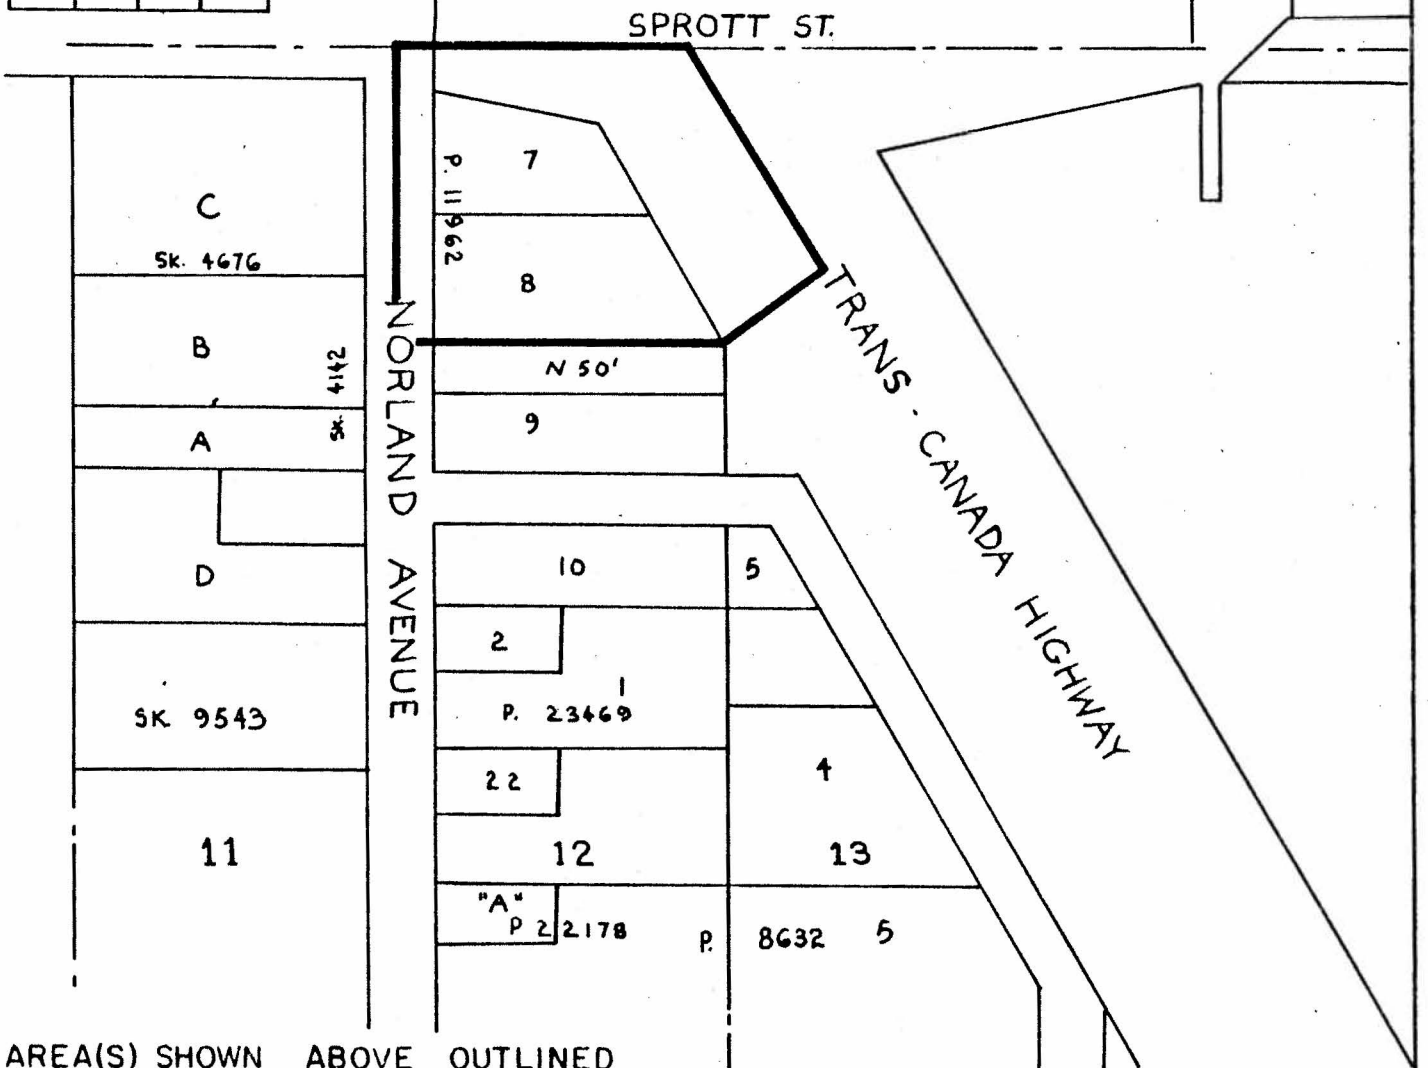 SPROTT ST.
7
P. 11962
C
SK. 4676
8
TRANS - CANADA HIGHWAY
NORLAND AVENUE
B
SK. 4142
N 50'
9
A
10
5
D
2
1
P. 23469
SK 9543
22
4
11
12
13
"A"
P 22178
P. 8632
5
AREA(S) SHOWN ABOVE OUTLINED